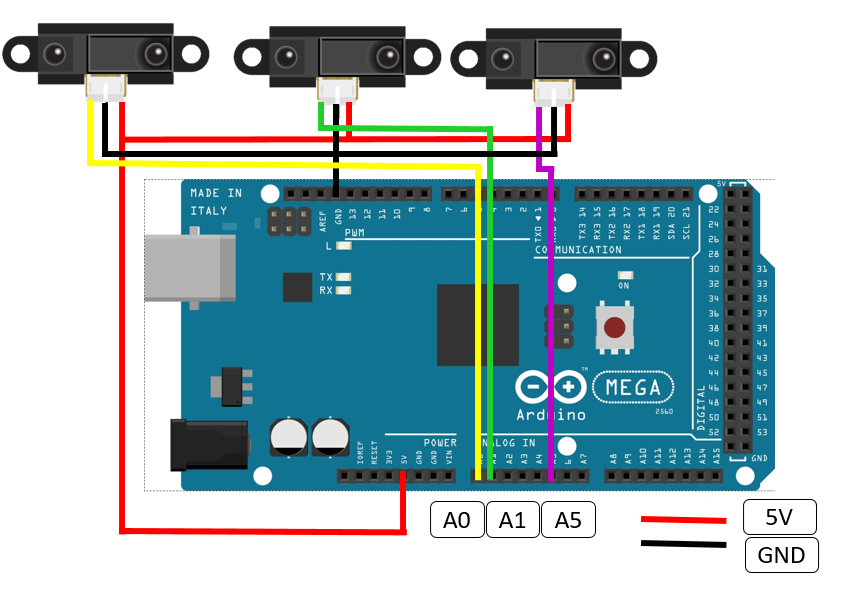 MADE IN
ITALY
AREF
GND
13
12
11
10
9
8
7
6
3
2
1
TX0
TX3 14
RX3 15
TX2 16
RX2 17
TX1 18
RX1 19
SDA 20
SCL 21
PWM
COMMUNICATION
L
TX
RX
ON
5V
22
24
26
28
30 31
32 33
34 35
36 37
38 39
40 41
42 43
44 45
46 47
48 49
50 51
52 53
GND
DIGITAL
TM
MEGA
2560
Arduino
POWER
ANALOG IN
IOREF
RESET
3V3
5V
GND
GND
VIN
A1
A2
A3
A4
6
A7
A8
A9
A10
A11
A12
A13
A14
A15
A0 A1 A5
5V
GND